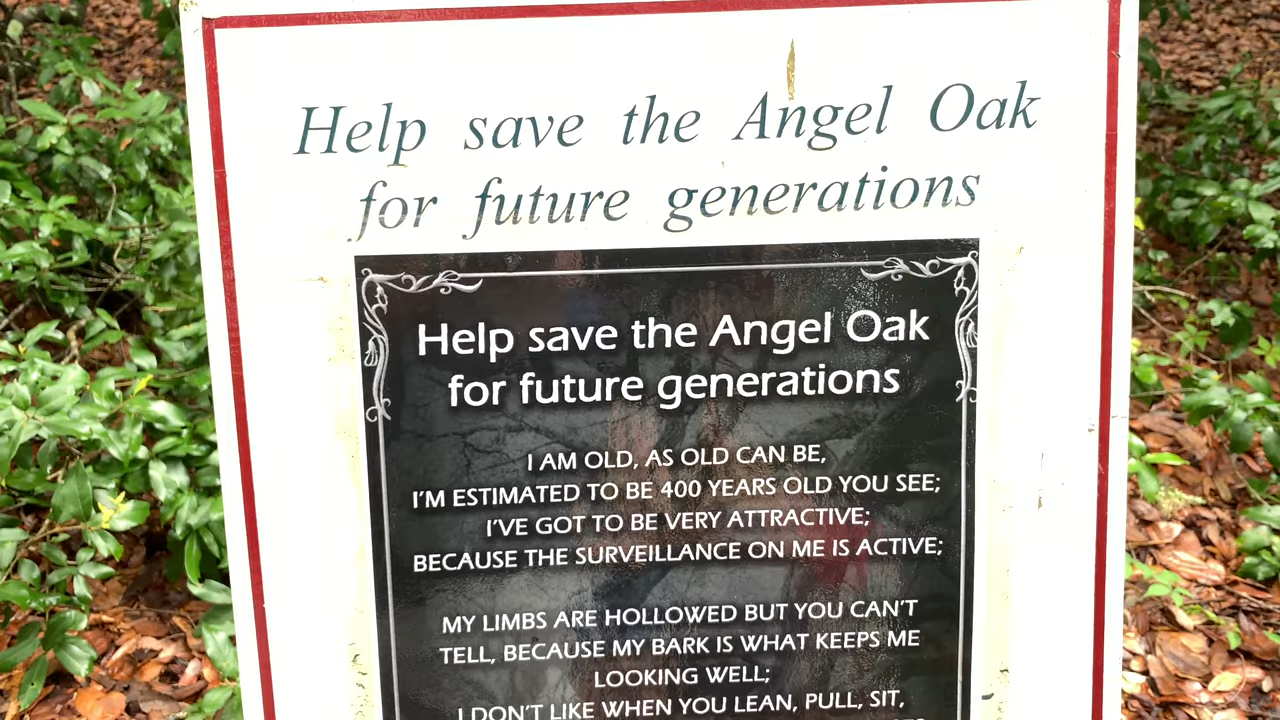 Help save the Angel Oak
for future generations
Help save the Angel Oak
for future generations
I AM OLD, AS OLD CAN BE,
I'M ESTIMATED TO BE 400 YEARS OLD YOU SEE;
I'VE GOT TO BE VERY ATTRACTIVE;
BECAUSE THE SURVEILLANCE ON ME IS ACTIVE;
MY LIMBS ARE HOLLOWED BUT YOU CAN'T
TELL, BECAUSE MY BARK IS WHAT KEEPS ME
LOOKING WELL;
I DON'T LIKE WHEN YOU LEAN, PULL, SIT,